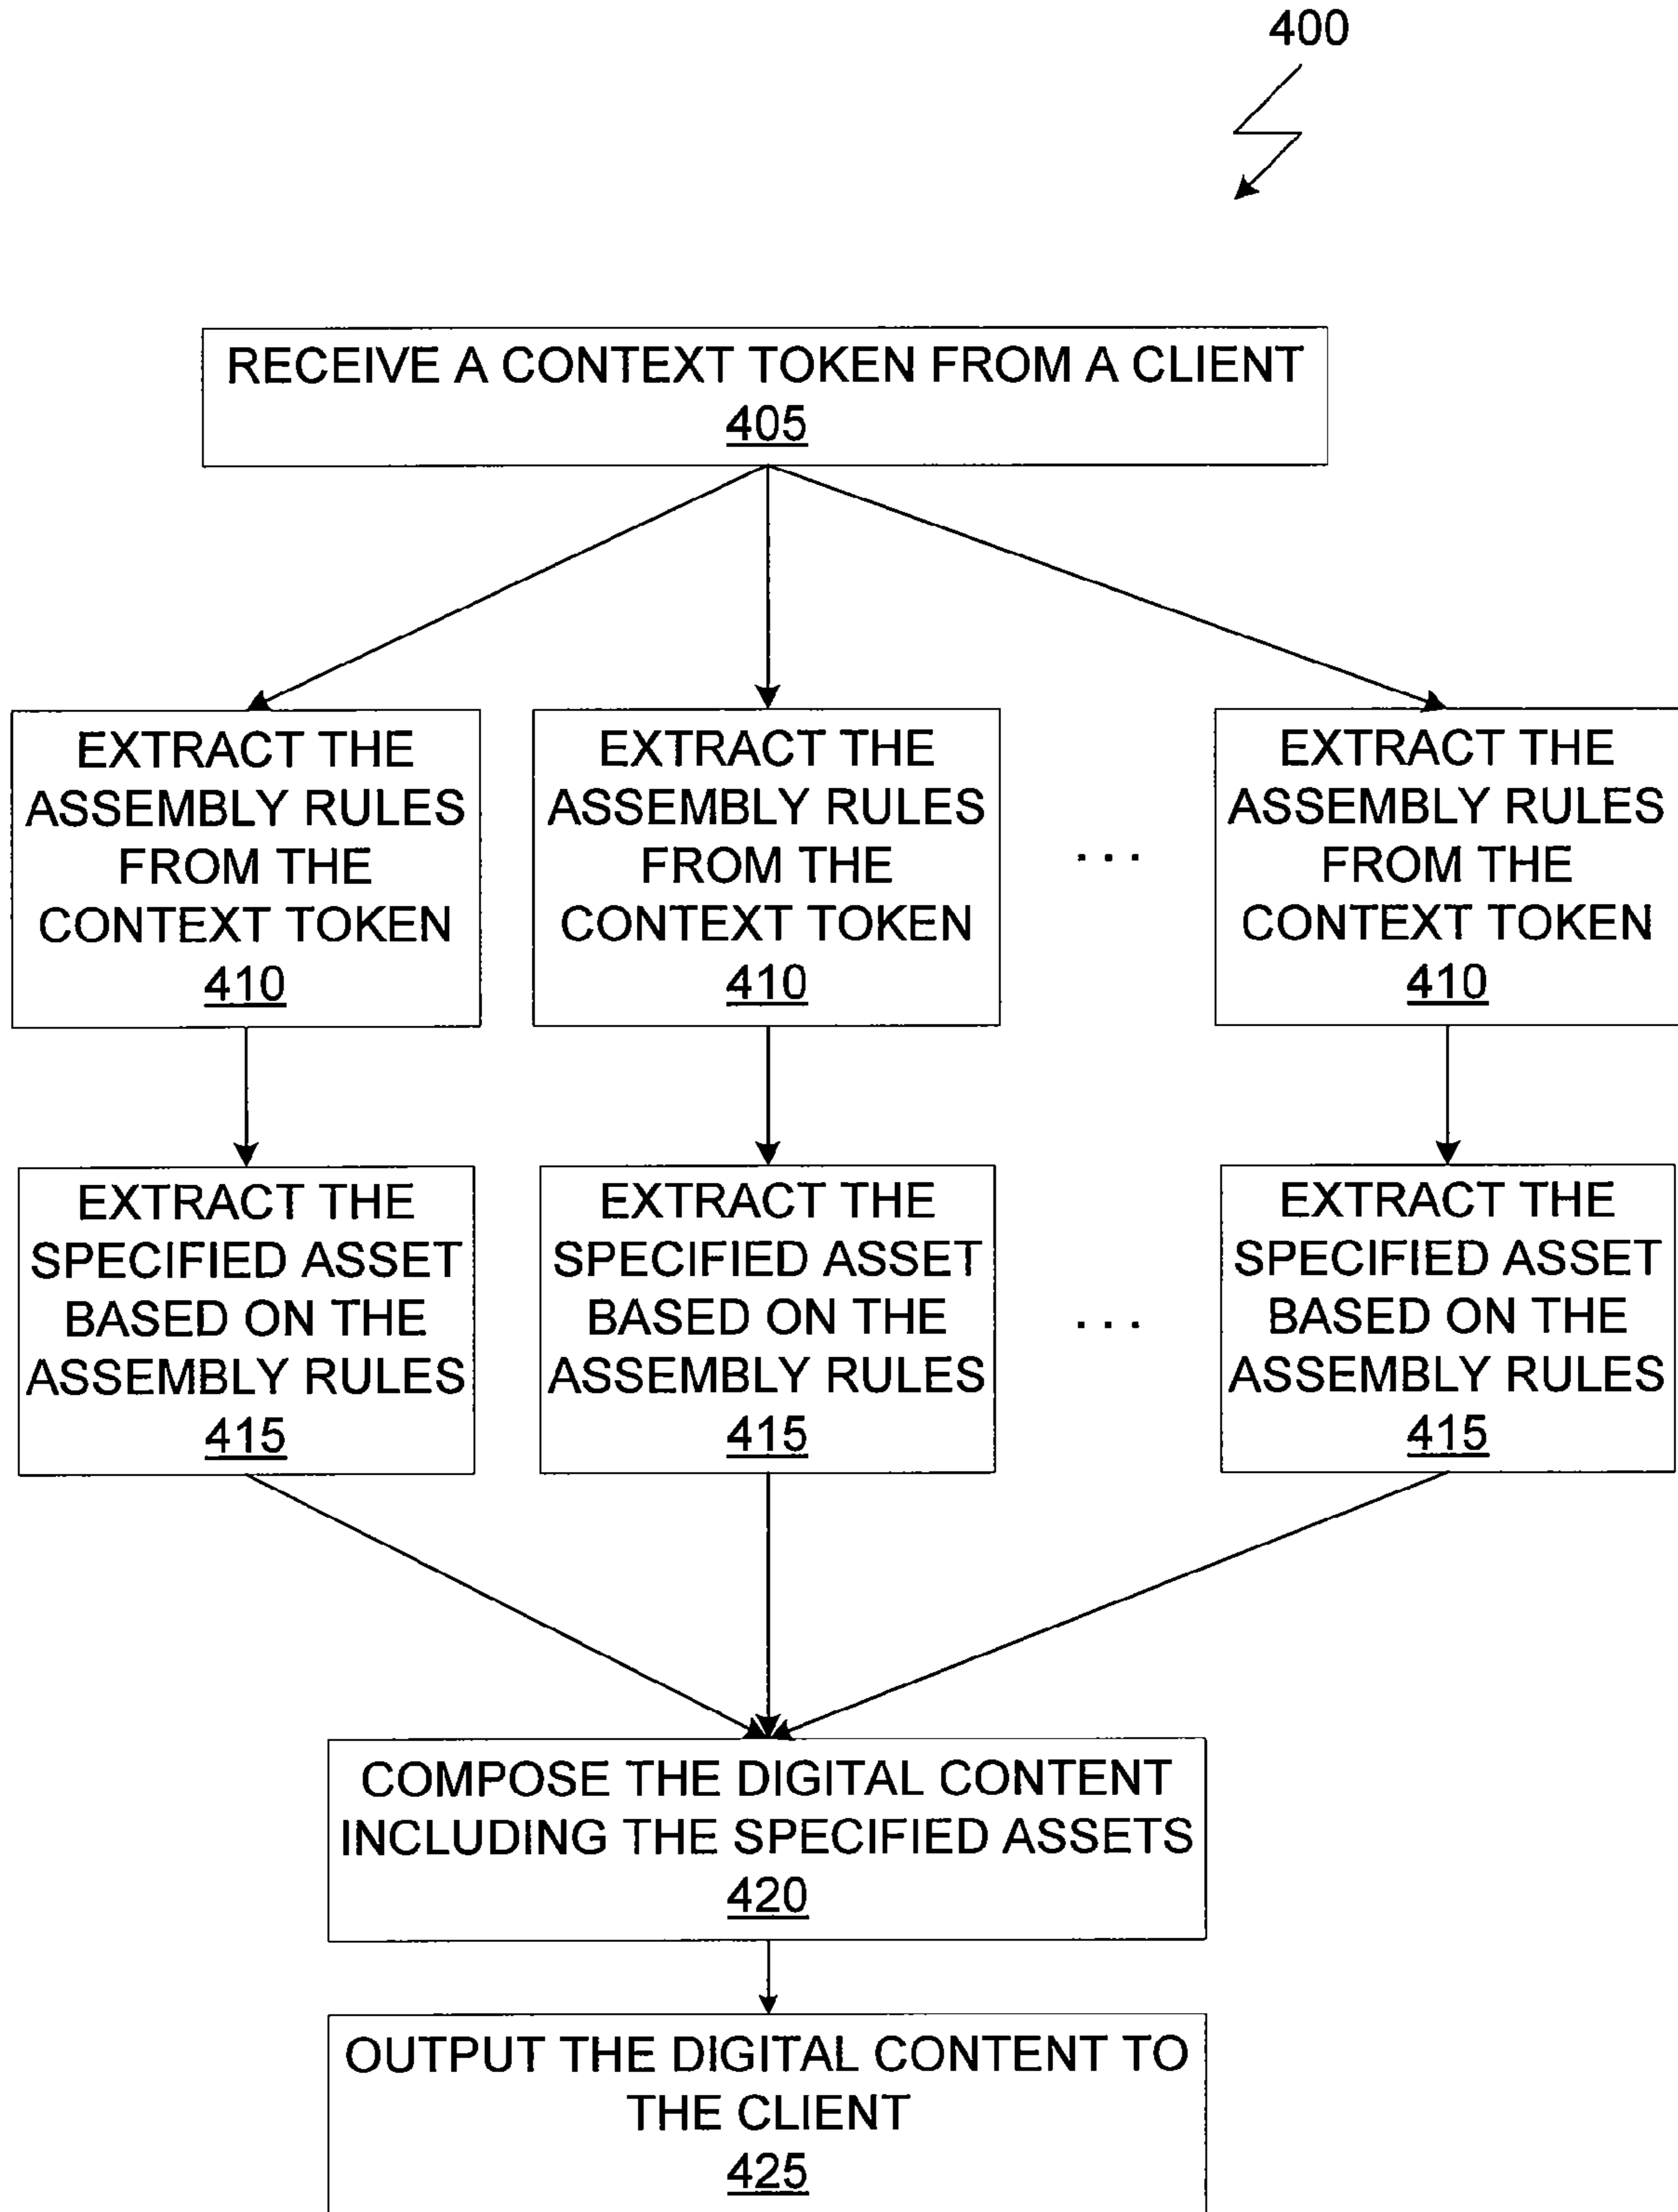 400
RECEIVE A CONTEXT TOKEN FROM A CLIENT
405
EXTRACT THE
ASSEMBLY RULES
FROM THE
CONTEXT TOKEN
410
EXTRACT THE
ASSEMBLY RULES
FROM THE
CONTEXT TOKEN
410
...
EXTRACT THE
ASSEMBLY RULES
FROM THE
CONTEXT TOKEN
410
EXTRACT THE
SPECIFIED ASSET
BASED ON THE
ASSEMBLY RULES
415
EXTRACT THE
SPECIFIED ASSET
BASED ON THE
ASSEMBLY RULES
415
...
EXTRACT THE
SPECIFIED ASSET
BASED ON THE
ASSEMBLY RULES
415
COMPOSE THE DIGITAL CONTENT
INCLUDING THE SPECIFIED ASSETS
420
OUTPUT THE DIGITAL CONTENT TO
THE CLIENT
425